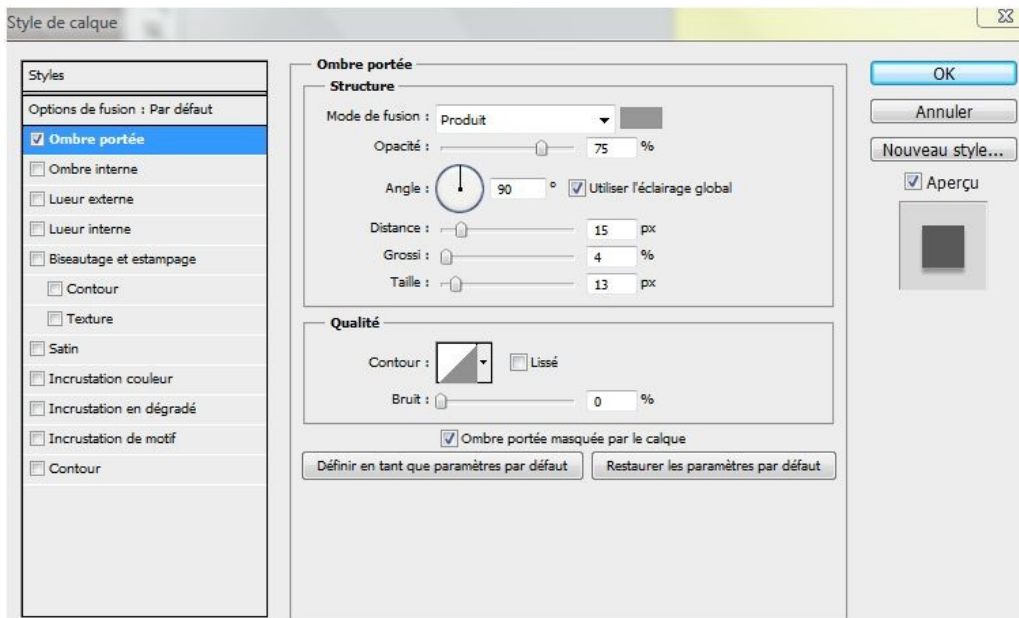 Style de calque
Styles
Options de fusion : Par défaut
Ombre portée
Ombre interne
Lueur externe
Lueur interne
Biseautage et estampage
Contour
Texture
Satin
Incrustation couleur
Incrustation en dégradé
Incrustation de motif
Contour
Ombre portée
Structure
Mode de fusion : Produit
Opacité : 75 %
Angle : 90 ° Utiliser l'éclairage global
Distance : 15 px
Grossi : 4 %
Taille : 13 px
Qualité
Contour : Lissé
Bruit : 0 %
Ombre portée masquée par le calque
Définir en tant que paramètres par défaut Restaurer les paramètres par défaut
OK
Annuler
Nouveau style...
Aperçu